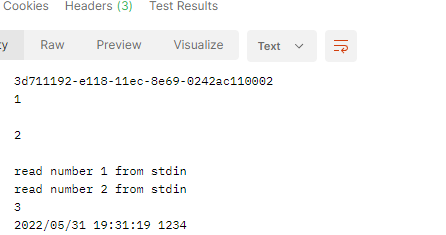 Cookies Headers (3) Test Results
ty Raw Preview Visualize Text
3d711192-e118-11ec-8e69-0242ac110002
1
2
read number 1 from stdin
read number 2 from stdin
3
2022/05/31 19:31:19 1234